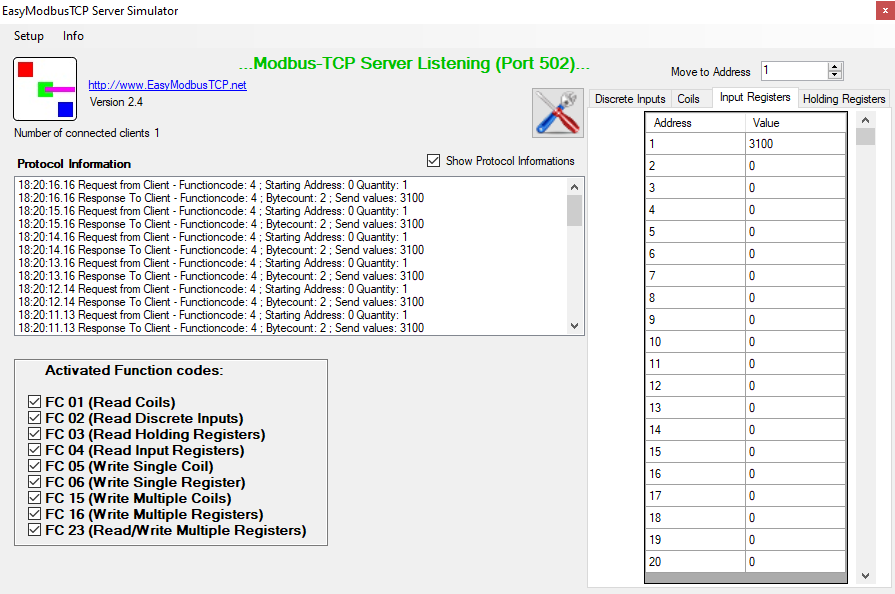 EasyModbusTCP Server Simulator
x
Setup Info
...Modbus-TCP Server Listening (Port 502)...
http://www.EasyModbusTCP.net
Version 2.4
Number of connected clients 1
Move to Address 1
Protocol Information
Show Protocol Informations
18:20:16.16 Request from Client - Functioncode: 4 ; Starting Address: 0 Quantity: 1
18:20:16.16 Response To Client - Functioncode: 4 ; Bytecount: 2 ; Send values: 3100
18:20:15.16 Request from Client - Functioncode: 4 ; Starting Address: 0 Quantity: 1
18:20:15.16 Response To Client - Functioncode: 4 ; Bytecount: 2 ; Send values: 3100
18:20:14.16 Request from Client - Functioncode: 4 ; Starting Address: 0 Quantity: 1
18:20:14.16 Response To Client - Functioncode: 4 ; Bytecount: 2 ; Send values: 3100
18:20:13.16 Request from Client - Functioncode: 4 ; Starting Address: 0 Quantity: 1
18:20:13.16 Response To Client - Functioncode: 4 ; Bytecount: 2 ; Send values: 3100
18:20:12.14 Request from Client - Functioncode: 4 ; Starting Address: 0 Quantity: 1
18:20:12.14 Response To Client - Functioncode: 4 ; Bytecount: 2 ; Send values: 3100
18:20:11.13 Request from Client - Functioncode: 4 ; Starting Address: 0 Quantity: 1
18:20:11.13 Response To Client - Functioncode: 4 ; Bytecount: 2 ; Send values: 3100
Activated Function codes:
FC 01 (Read Coils)
FC 02 (Read Discrete Inputs)
FC 03 (Read Holding Registers)
FC 04 (Read Input Registers)
FC 05 (Write Single Coil)
FC 06 (Write Single Register)
FC 15 (Write Multiple Coils)
FC 16 (Write Multiple Registers)
FC 23 (Read/Write Multiple Registers)
Discrete Inputs Coils Input Registers Holding Registers
Address Value
1 3100
2 0
3 0
4 0
5 0
6 0
7 0
8 0
9 0
10 0
11 0
12 0
13 0
14 0
15 0
16 0
17 0
18 0
19 0
20 0